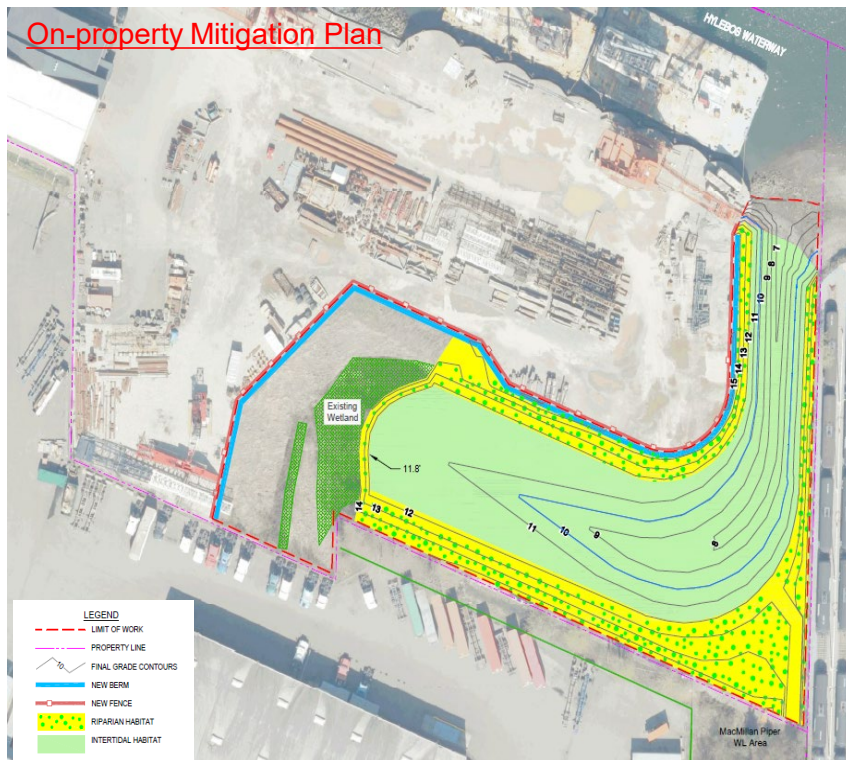 On-property Mitigation Plan
HYLEBOS WATERWAY
7
8
9
10
11
12
13
14
15
Existing
Wetland
11.8'
14
13
12
11
10
9
8
LEGEND
LIMIT OF WORK
PROPERTY LINE
10
FINAL GRADE CONTOURS
NEW BERM
NEW FENCE
RIPARIAN HABITAT
INTERTIDAL HABITAT
MacMillan Piper
WL Area